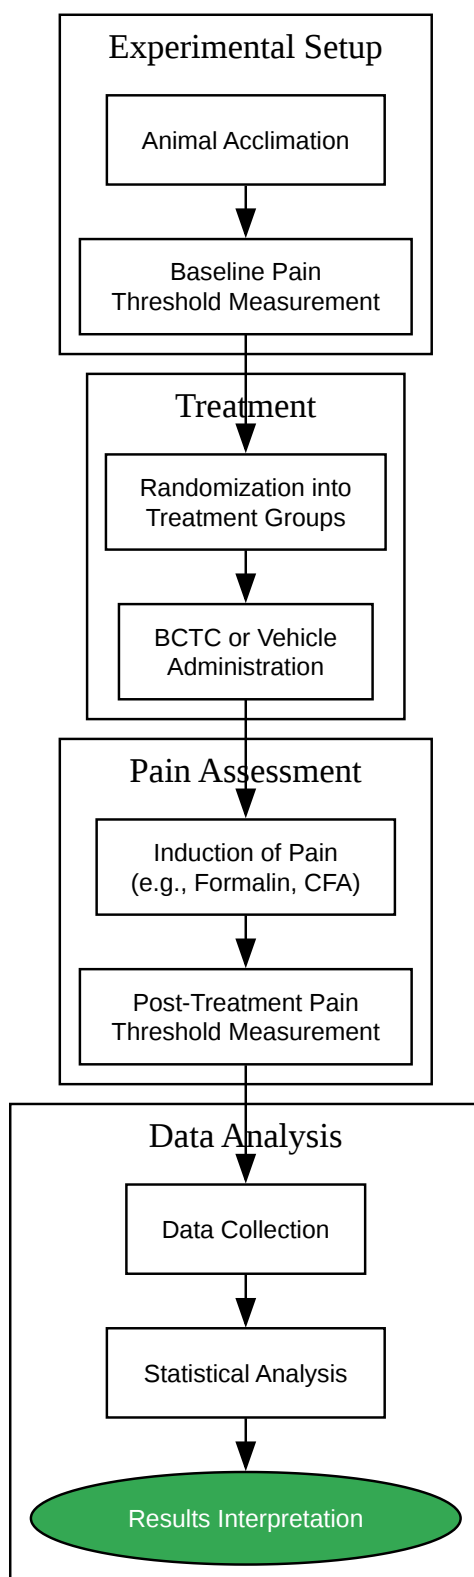 Experimental Setup
Animal Acclimation
Baseline Pain
Threshold Measurement
Treatment
Randomization into
Treatment Groups
BCTC or Vehicle
Administration
Pain Assessment
Induction of Pain
(e.g., Formalin, CFA)
Post-Treatment Pain
Threshold Measurement
Data Analysis
Data Collection
Statistical Analysis
Results Interpretation